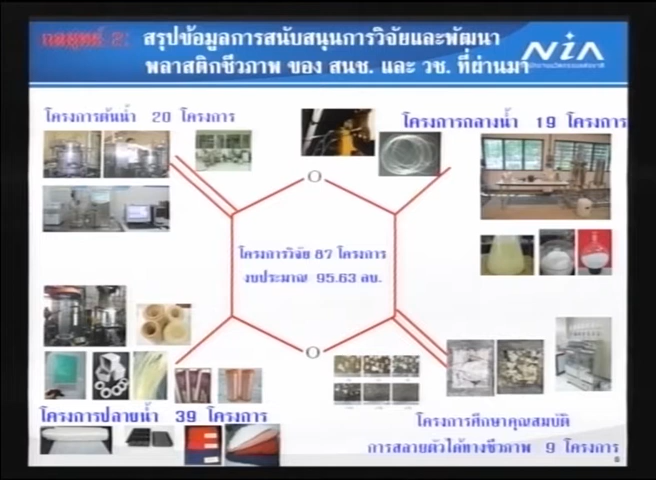 กลยุทธ์ 2: สรุปข้อมูลการสนับสนุนการวิจัยและพัฒนา
พลาสติกชีวภาพ ของ สนช. และ วช. ที่ผ่านมา
NIA
โครงการต้นน้ำ 20 โครงการ
โครงการกลางน้ำ 19 โครงการ
O
โครงการวิจัย 87 โครงการ
งบประมาณ 95.63 ลบ.
O
โครงการปลายน้ำ 39 โครงการ
โครงการศึกษาคุณสมบัติ
การสลายตัวได้ทางชีวภาพ 9 โครงการ